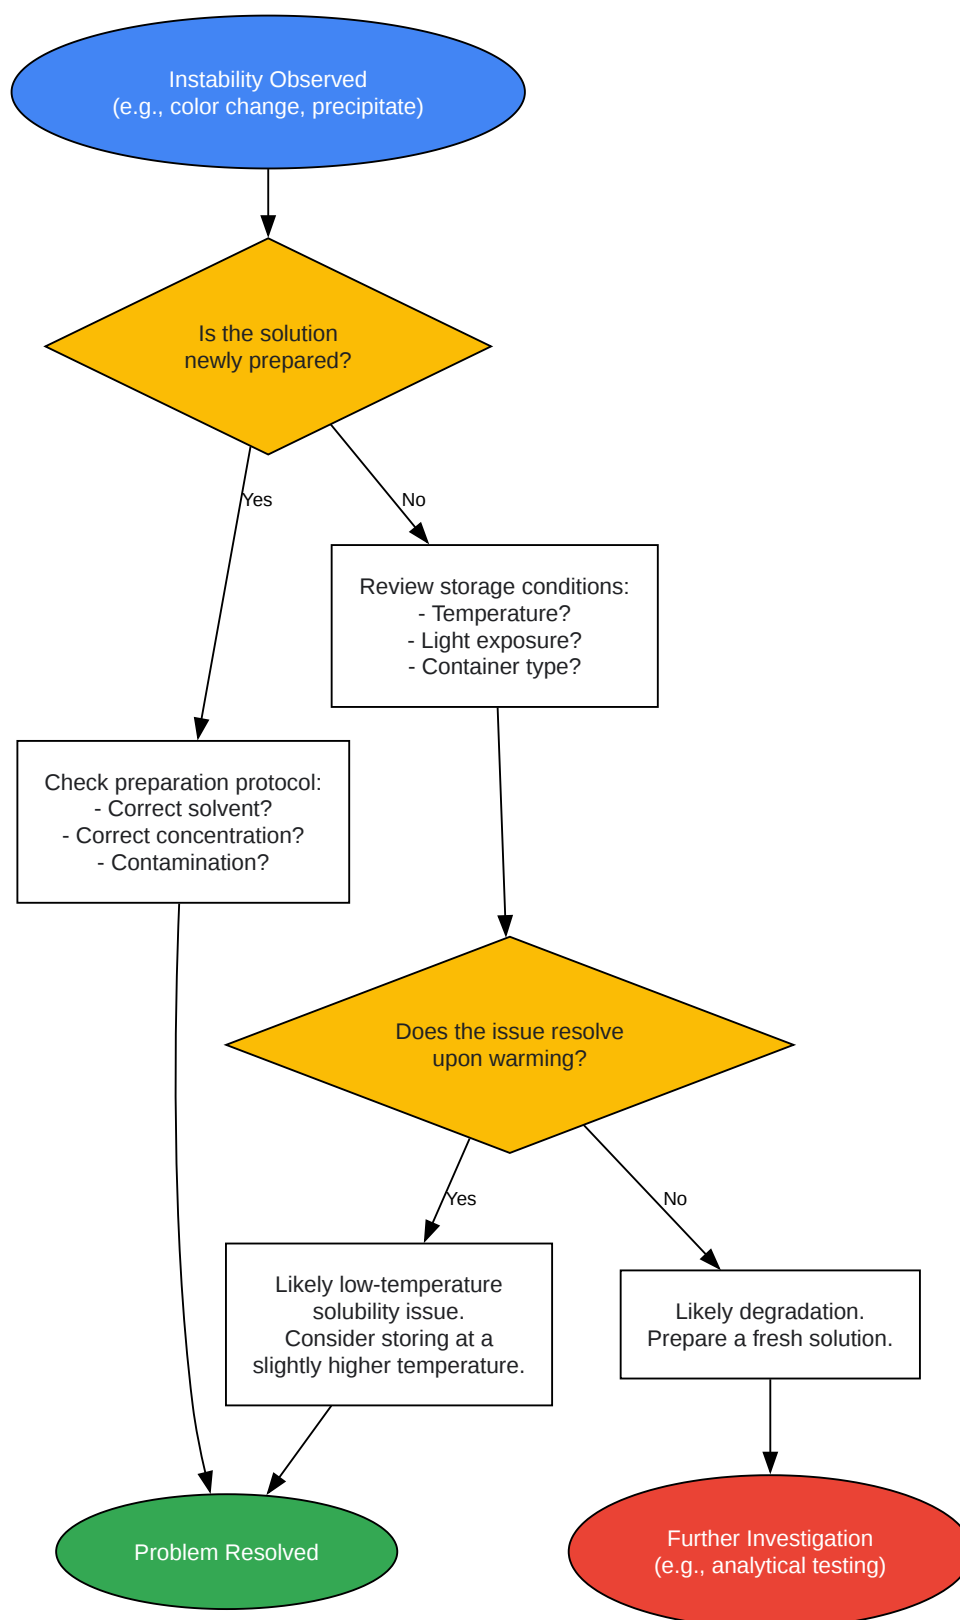 Instability Observed
(e.g., color change, precipitate)
Is the solution
newly prepared?
Yes
No
Review storage conditions:
- Temperature?
- Light exposure?
- Container type?
Check preparation protocol:
- Correct solvent?
- Correct concentration?
- Contamination?
Does the issue resolve
upon warming?
Yes
No
Likely low-temperature
solubility issue.
Consider storing at a
slightly higher temperature.
Likely degradation.
Prepare a fresh solution.
Problem Resolved
Further Investigation
(e.g., analytical testing)